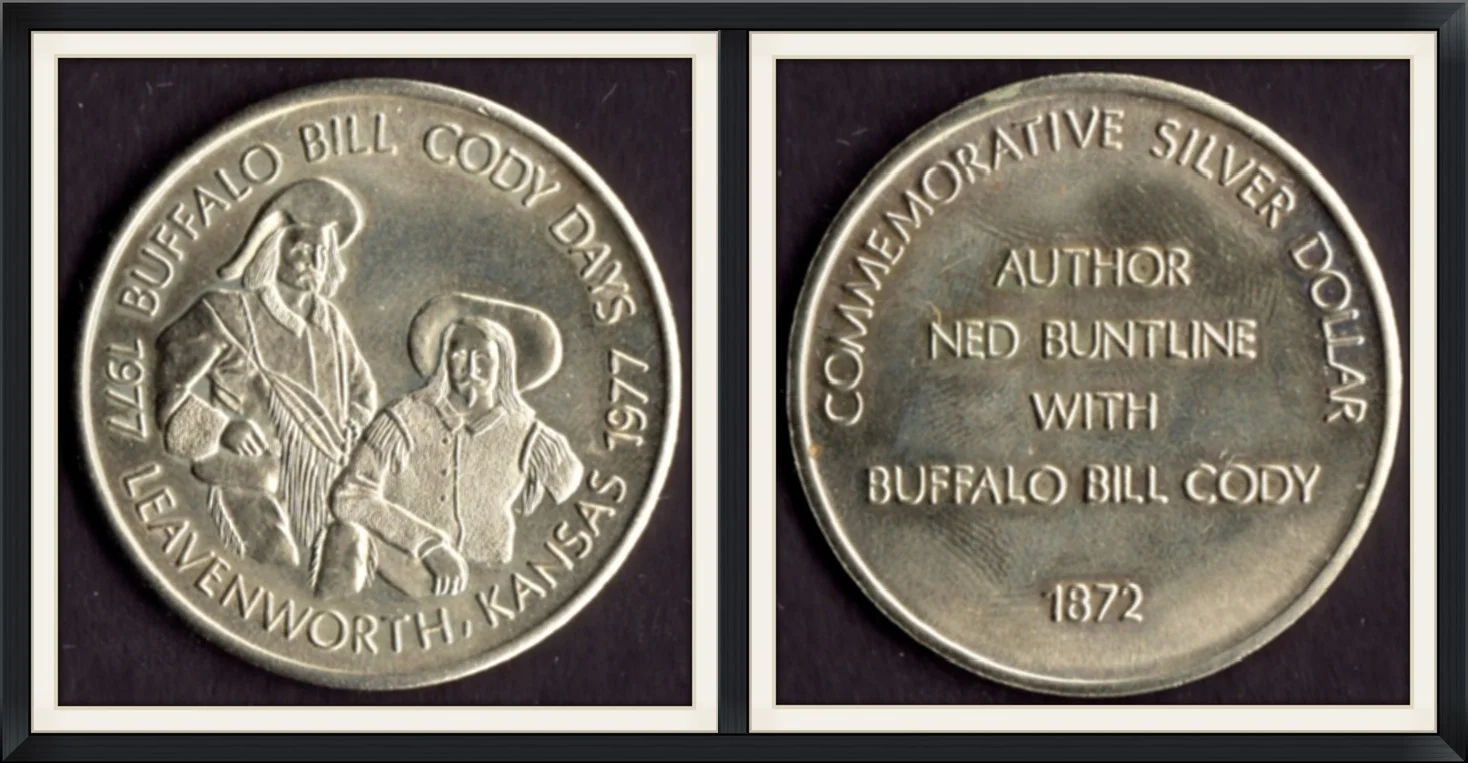 BUFFALO BILL CODY DAYS
1977 1977
LEAVENWORTH, KANSAS
COMMEMORATIVE SILVER DOLLAR
AUTHOR
NED BUNTLINE
WITH
BUFFALO BILL CODY
1872